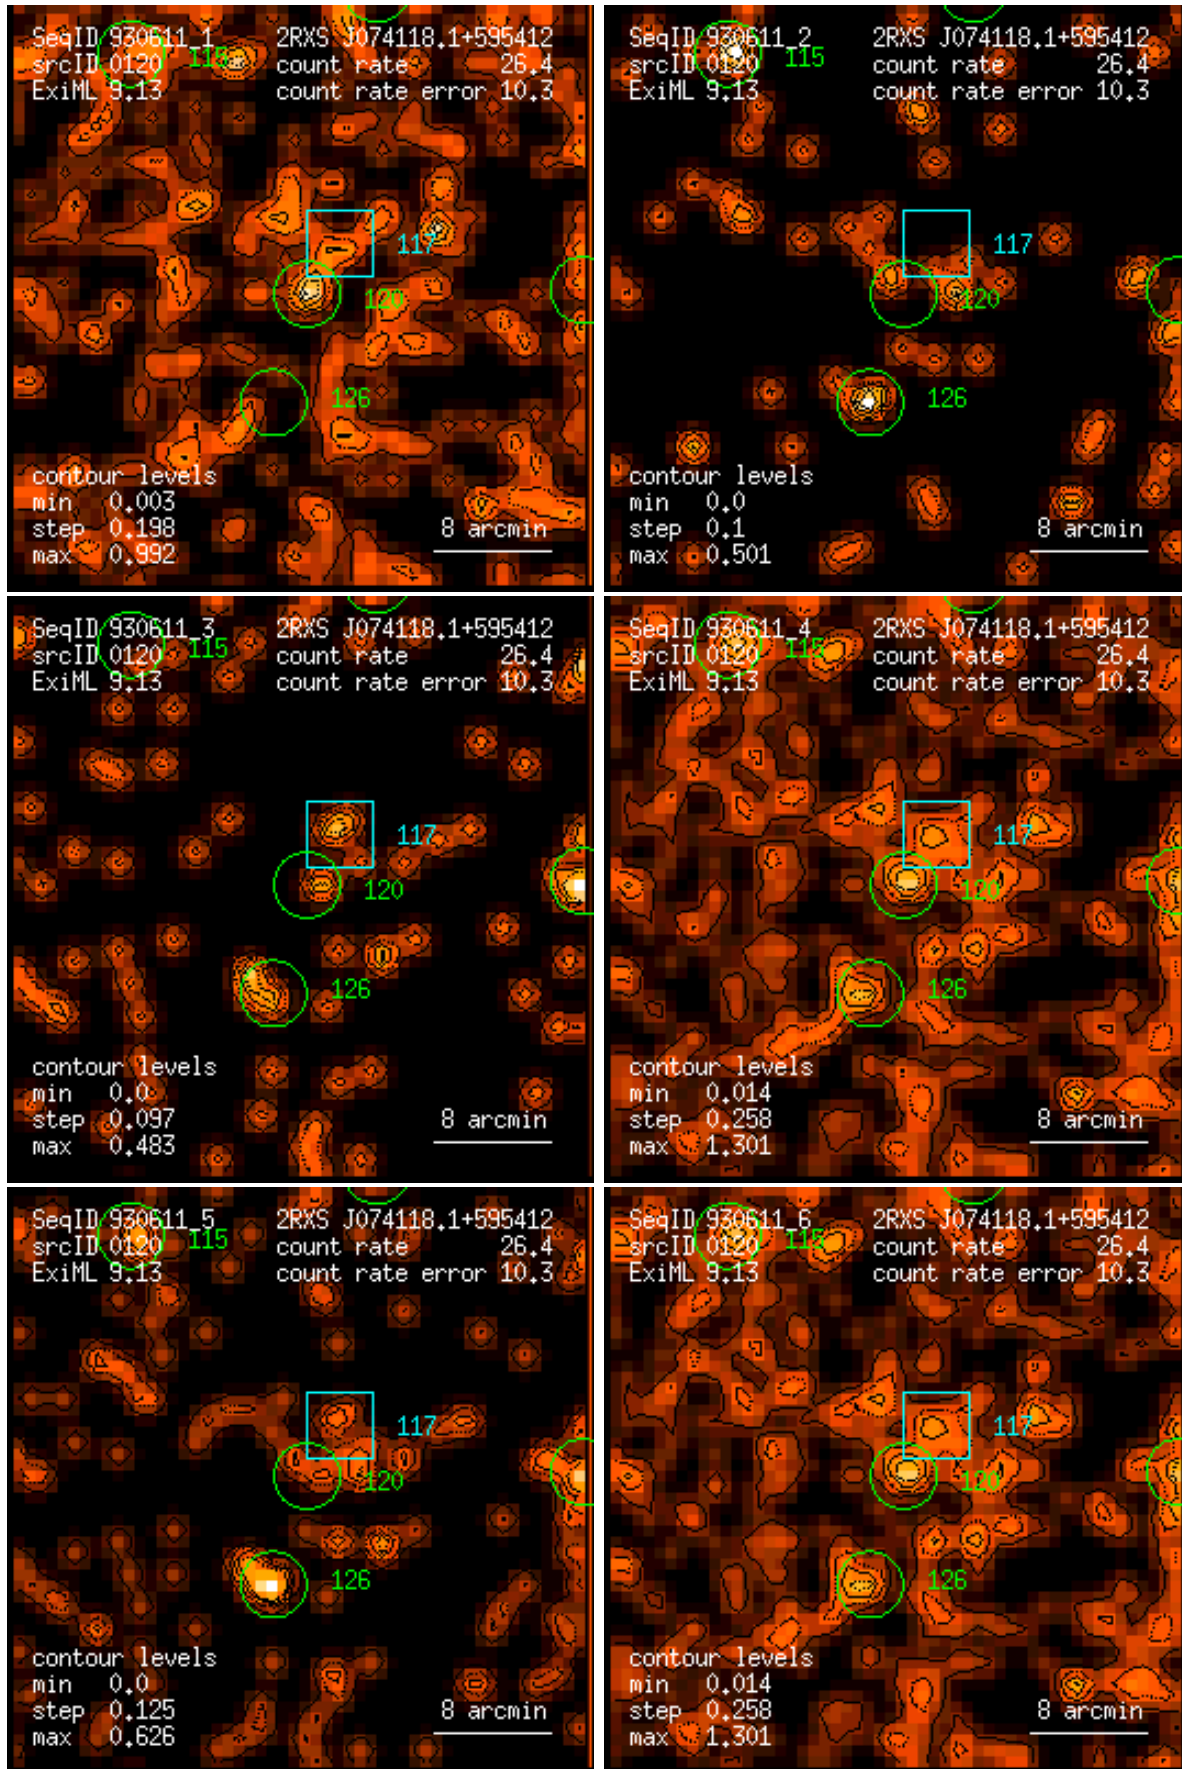 SeqID 930611_1 2RXS J074118.1+595412
srcID 0120 115 count rate 26.4
ExiML 9.13 count rate error 10.3
117
120
126
contour levels
min 0.003
step 0.198 8 arcmin
max 0.992
SeqID 930611_2 2RXS J074118.1+595412
srcID 0120 115 count rate 26.4
ExiML 9.13 count rate error 10.3
117
120
126
contour levels
min 0.0
step 0.1 8 arcmin
max 0.501
SeqID 930611_3 2RXS J074118.1+595412
srcID 0120 115 count rate 26.4
ExiML 9.13 count rate error 10.3
117
120
126
contour levels
min 0.0
step 0.097 8 arcmin
max 0.483
SeqID 930611_4 2RXS J074118.1+595412
srcID 0120 115 count rate 26.4
ExiML 9.13 count rate error 10.3
117
120
126
contour levels
min 0.014
step 0.258 8 arcmin
max 1.301
SeqID 930611_5 2RXS J074118.1+595412
srcID 0120 115 count rate 26.4
ExiML 9.13 count rate error 10.3
117
120
126
contour levels
min 0.0
step 0.125 8 arcmin
max 0.626
SeqID 930611_6 2RXS J074118.1+595412
srcID 0120 115 count rate 26.4
ExiML 9.13 count rate error 10.3
117
120
126
contour levels
min 0.014
step 0.258 8 arcmin
max 1.301